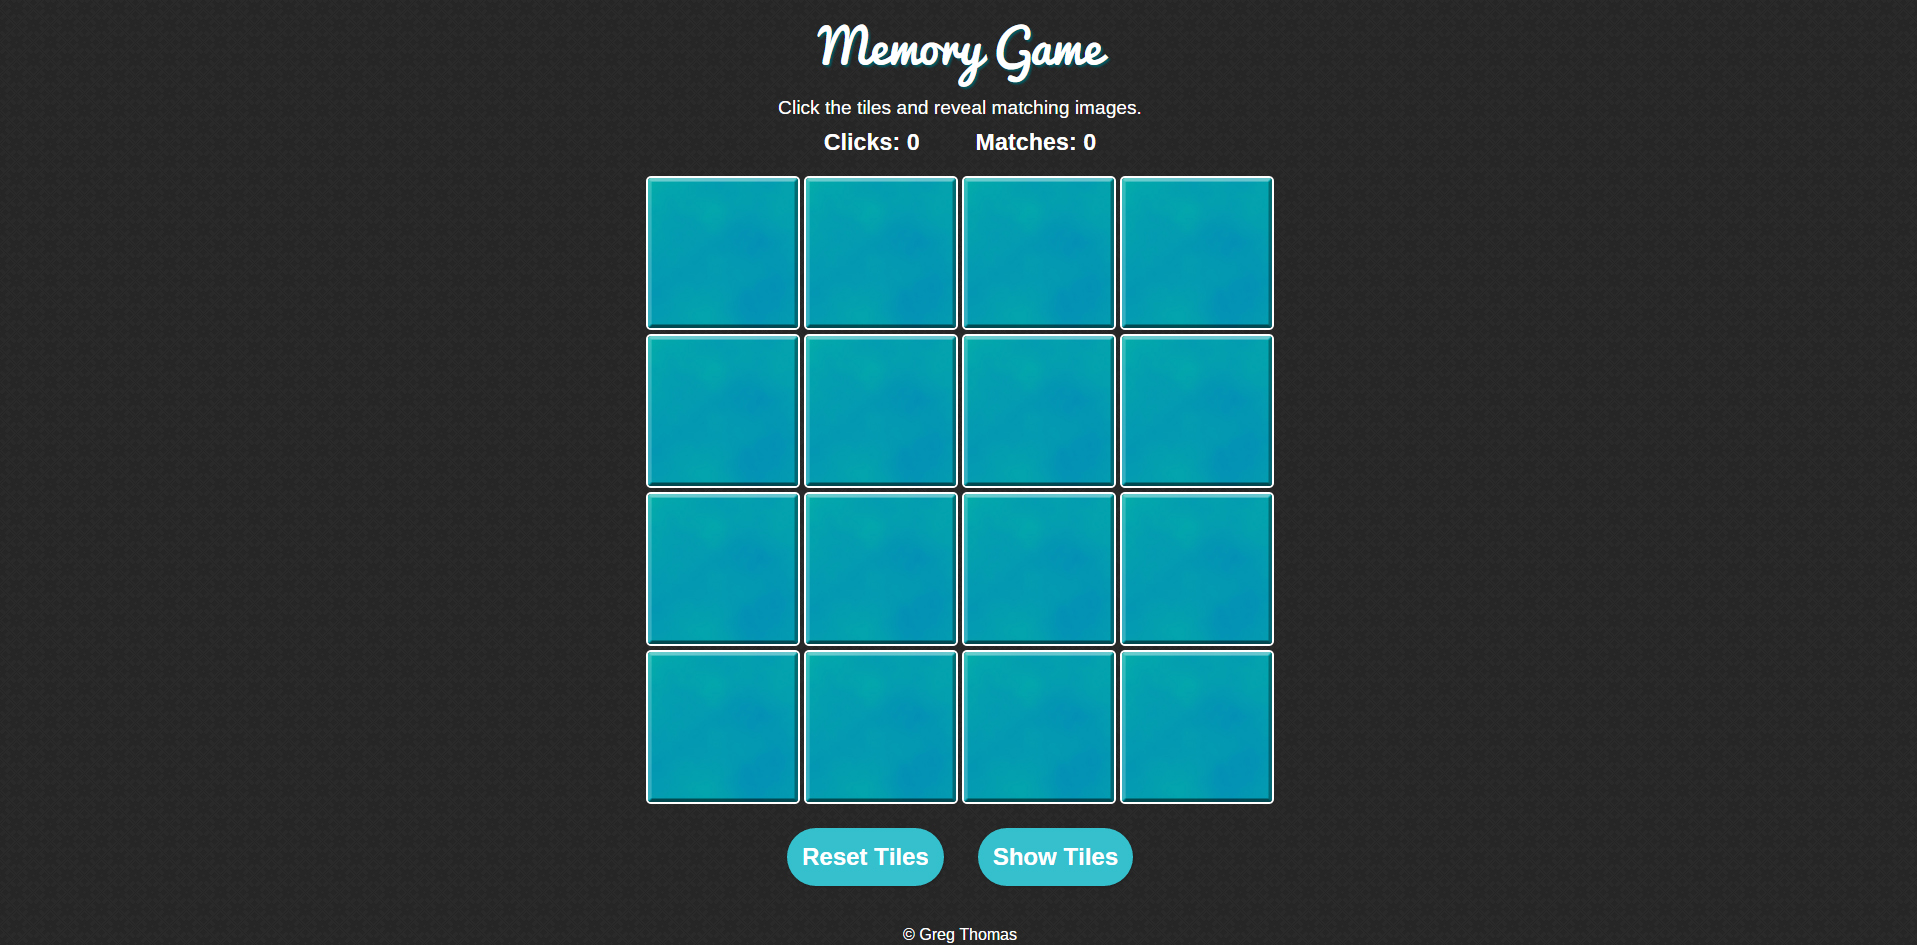 Memory Game
Click the tiles and reveal matching images.
Clicks: 0 Matches: 0
Reset Tiles Show Tiles
© Greg Thomas